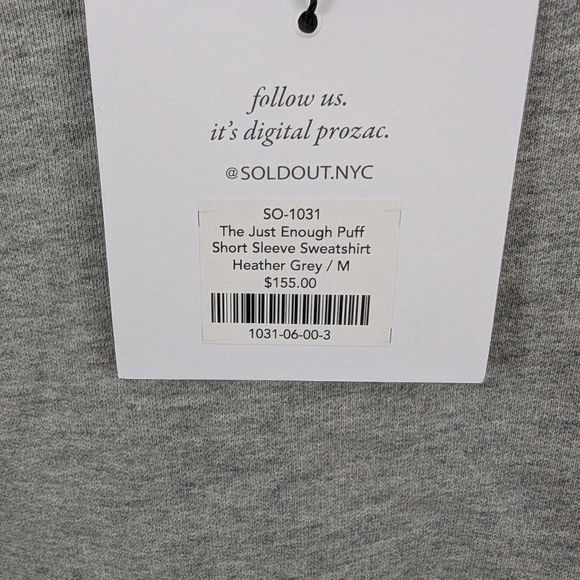 follow us.
it's digital prozac.
@SOLDOUT.NYC
SO-1031
The Just Enough Puff
Short Sleeve Sweatshirt
Heather Grey / M
$155.00
1031-06-00-3